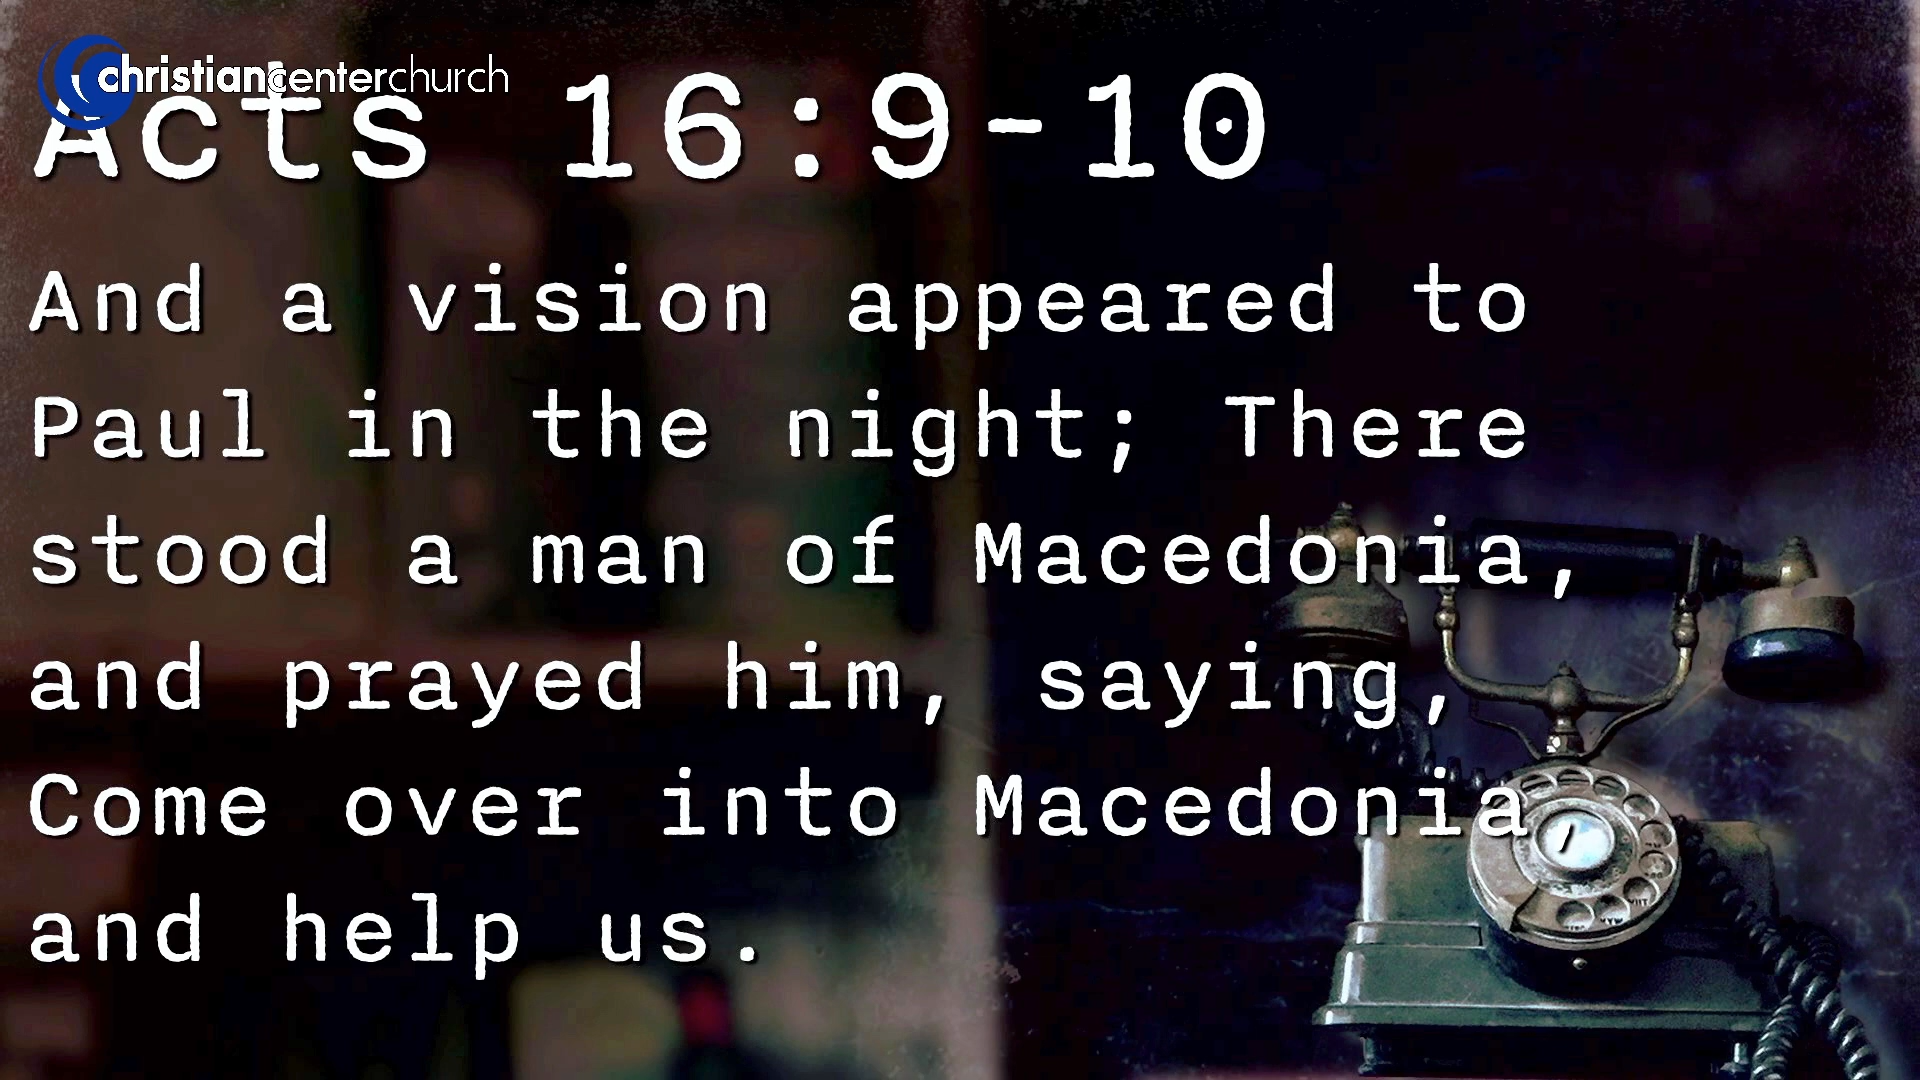 christiancenterchurch
Acts 16:9-10
And a vision appeared to
Paul in the night; There
stood a man of Macedonia,
and prayed him, saying,
Come over into Macedonia,
and help us.